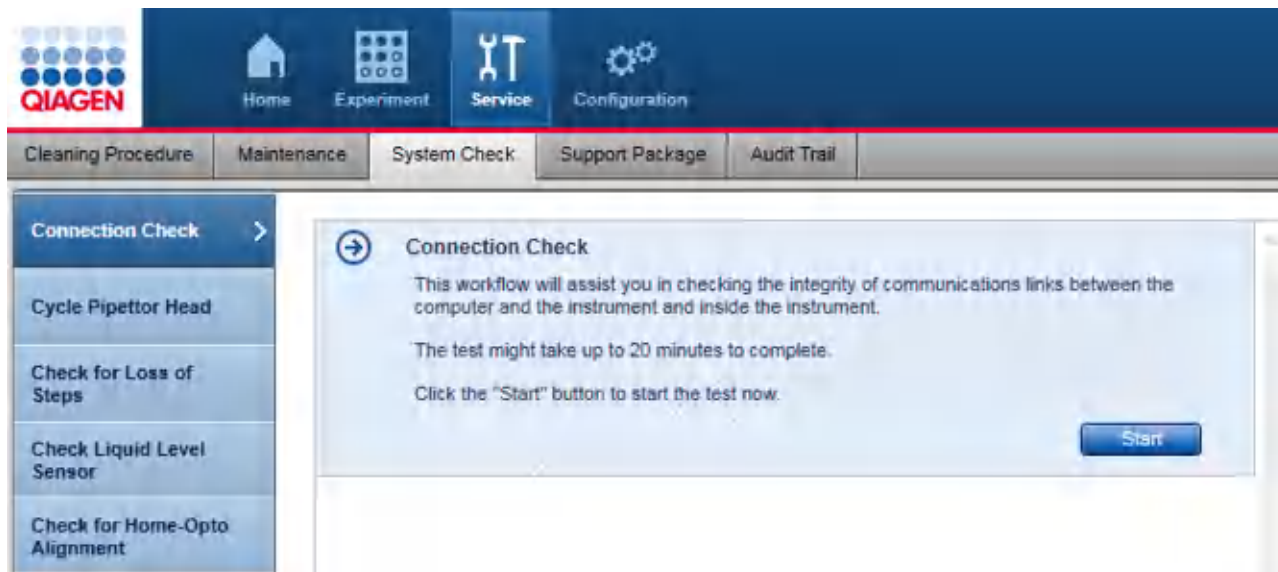 QIAGEN
Home
Experiment
Service
Configuration
Cleaning Procedure
Maintenance
System Check
Support Package
Audit Trail
Connection Check
Cycle Pipettor Head
Check for Loss of
Steps
Check Liquid Level
Sensor
Check for Home-Opto
Alignment
Connection Check
This workflow will assist you in checking the integrity of communications links between the
computer and the instrument and inside the instrument.
The test might take up to 20 minutes to complete.
Click the "Start" button to start the test now.
Start